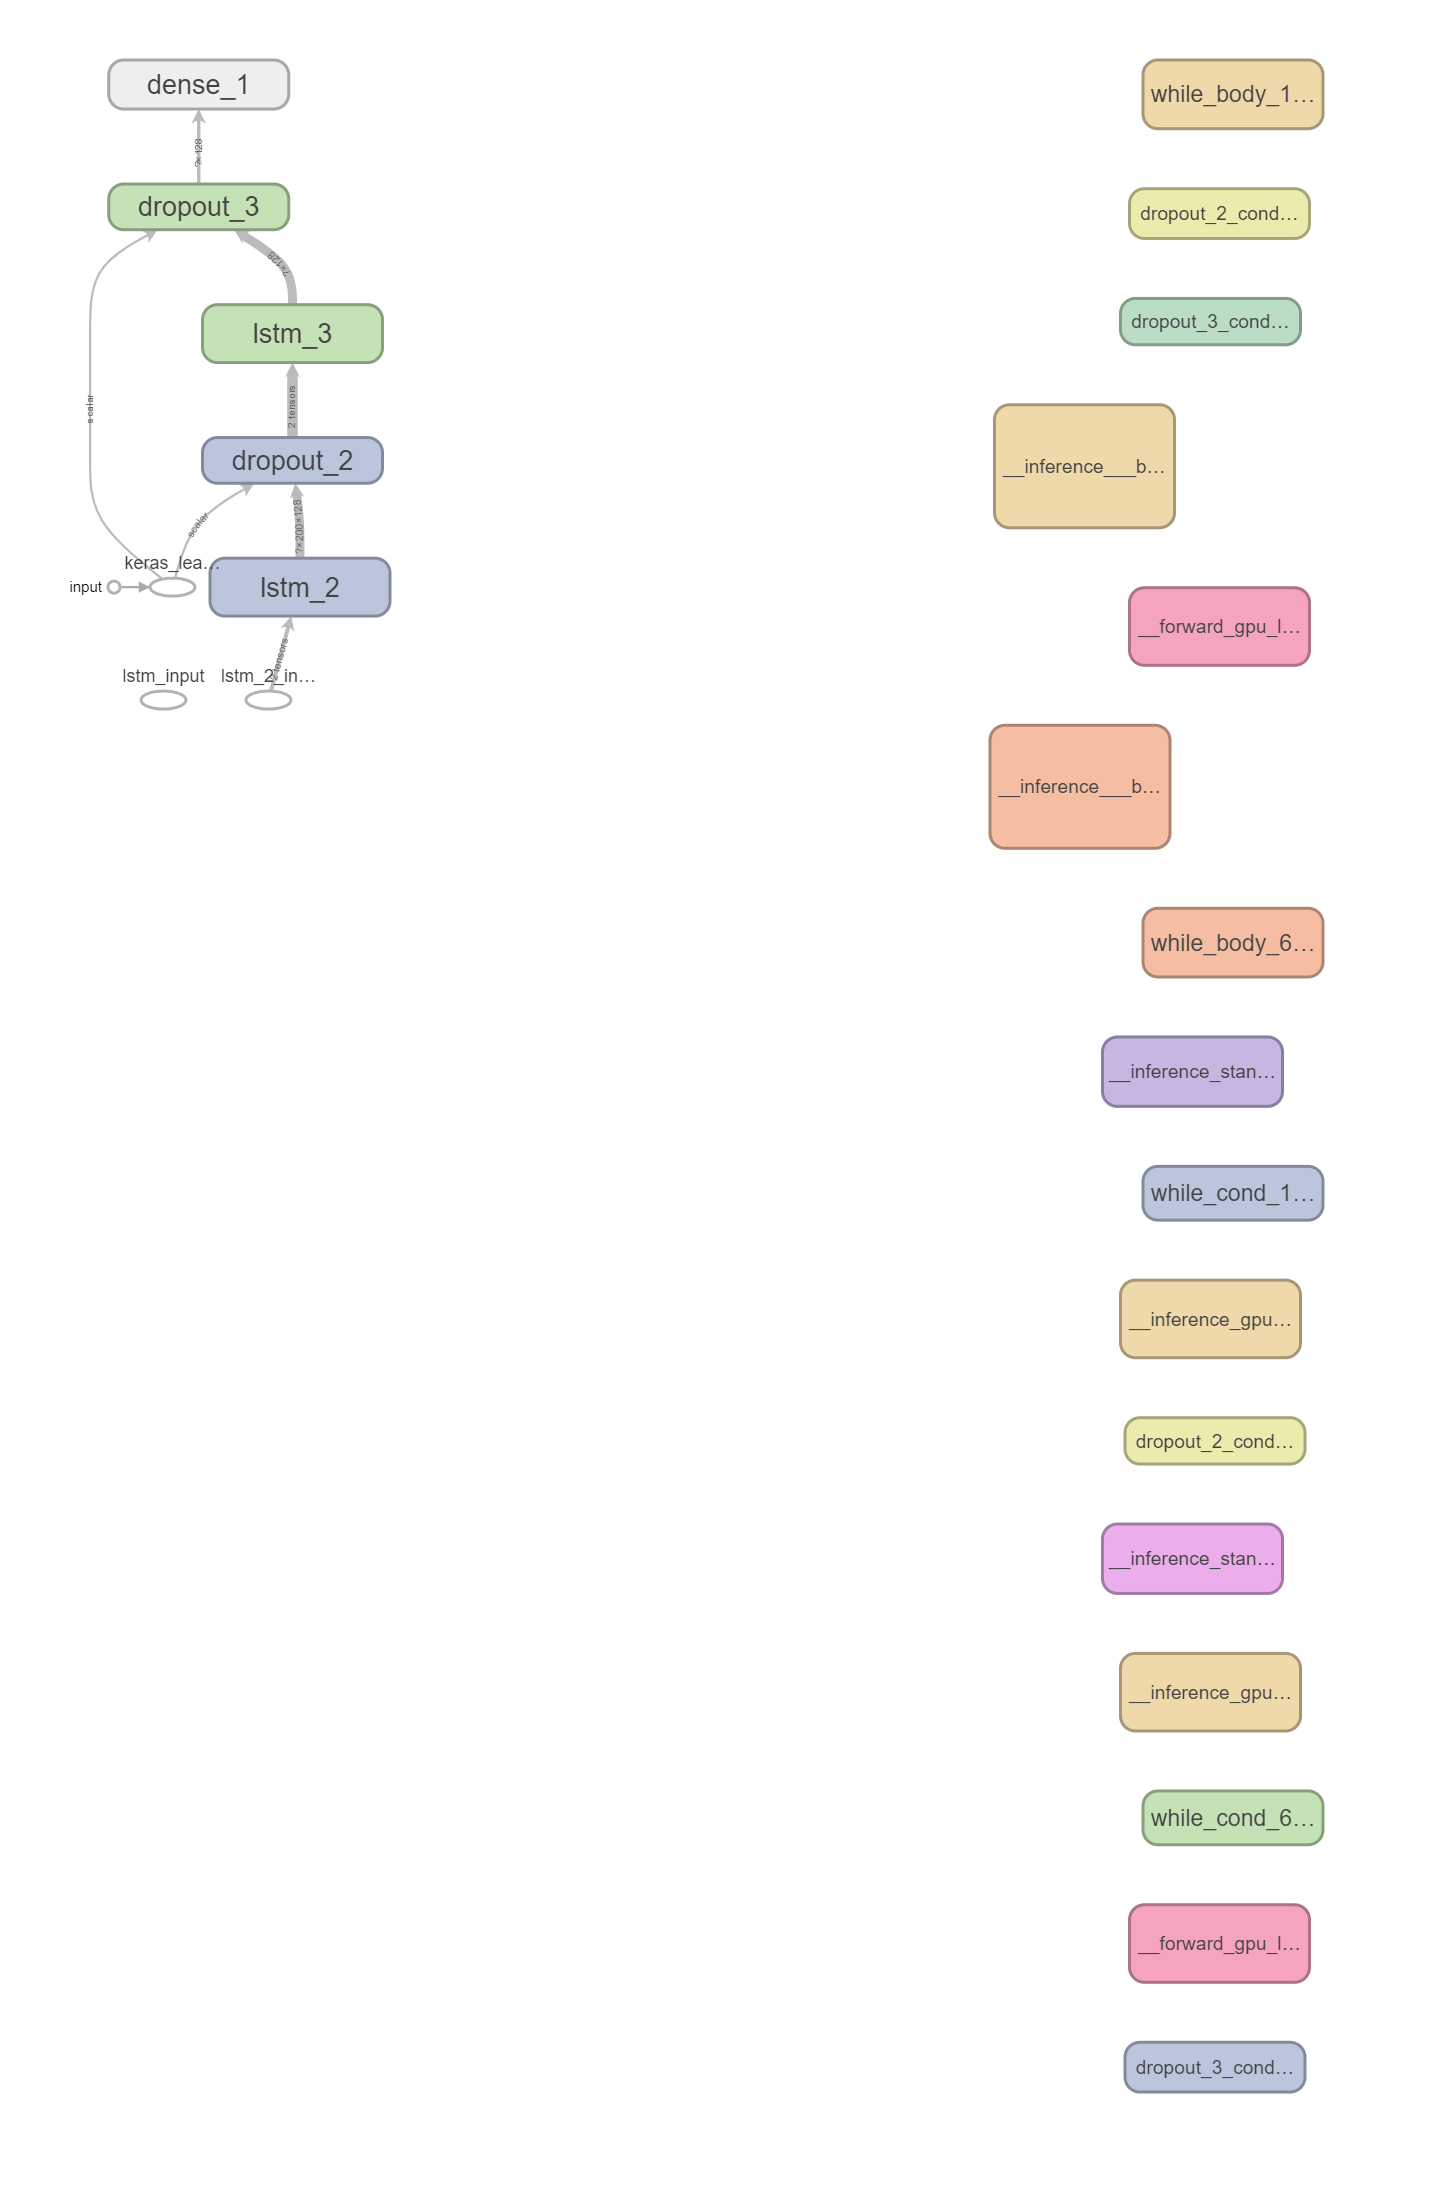 dense_1
?×128
dropout_3
?×128
scalar
lstm_3
2 tensors
dropout_2
scalar
?×200×128
keras_lea…
input
lstm_2
2 tensors
lstm_input
lstm_2_in…
while_body_1…
dropout_2_cond…
dropout_3_cond…
__inference___b…
__forward_gpu_l…
__inference___b…
while_body_6…
__inference_stan…
while_cond_1…
__inference_gpu…
dropout_2_cond…
__inference_stan…
__inference_gpu…
while_cond_6…
__forward_gpu_l…
dropout_3_cond…